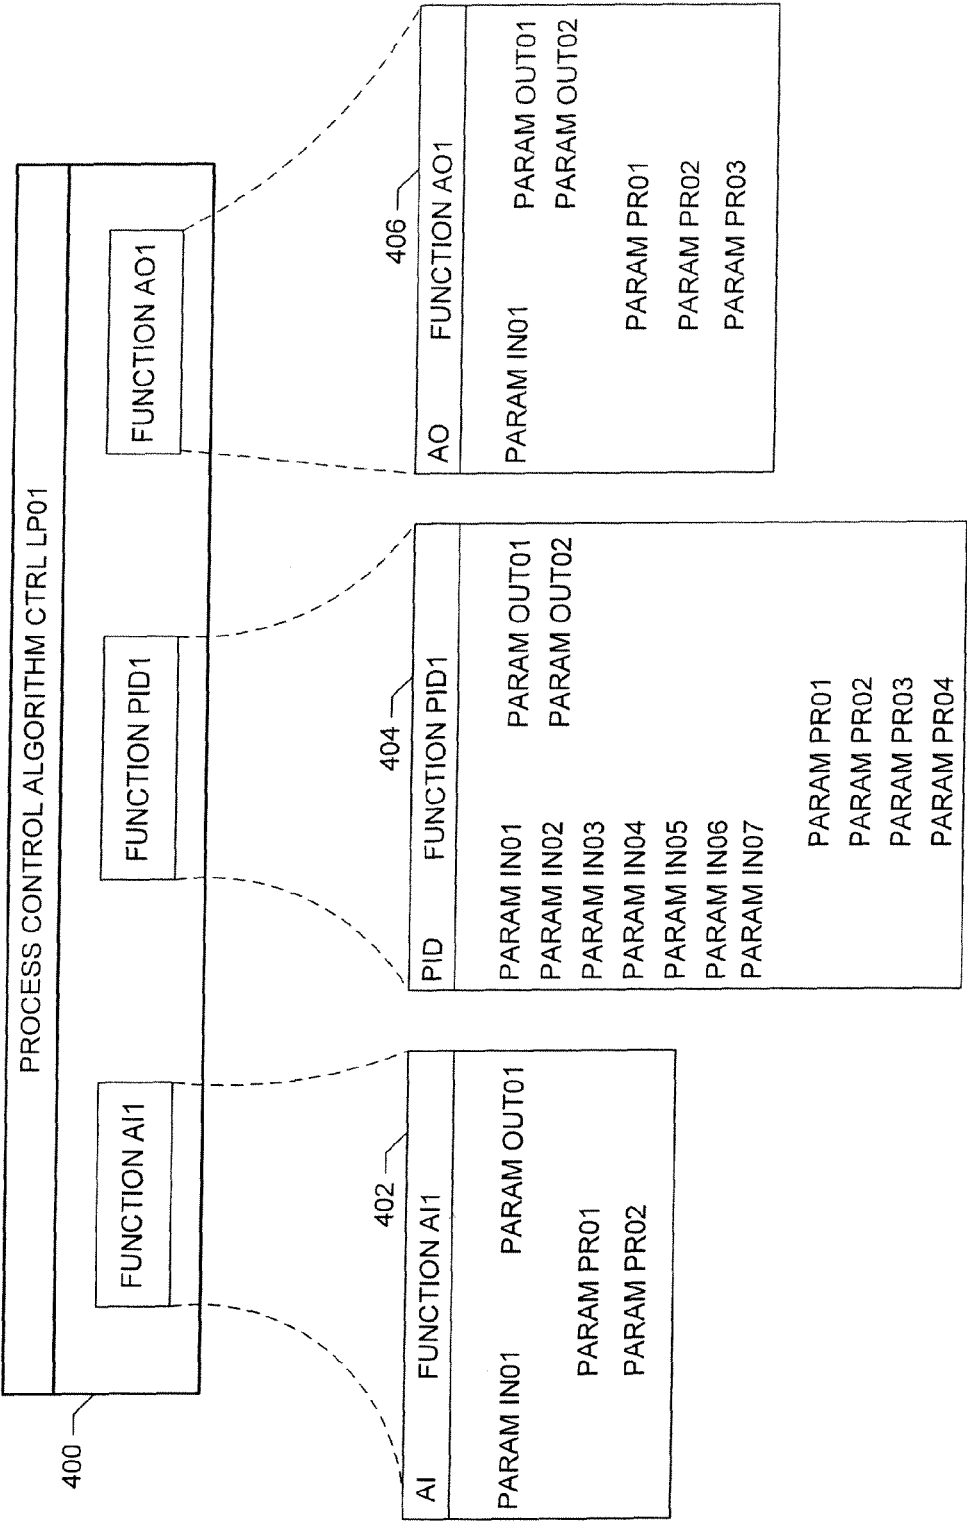 PROCESS CONTROL ALGORITHM CTRL LP01
400
FUNCTION AI1
FUNCTION PID1
FUNCTION AO1
402
AI FUNCTION AI1
PARAM IN01 PARAM OUT01
PARAM PR01
PARAM PR02
404
PID FUNCTION PID1
PARAM IN01 PARAM OUT01
PARAM IN02 PARAM OUT02
PARAM IN03
PARAM IN04
PARAM IN05
PARAM IN06
PARAM IN07
PARAM PR01
PARAM PR02
PARAM PR03
PARAM PR04
406
AO FUNCTION AO1
PARAM IN01 PARAM OUT01
PARAM OUT02
PARAM PR01
PARAM PR02
PARAM PR03